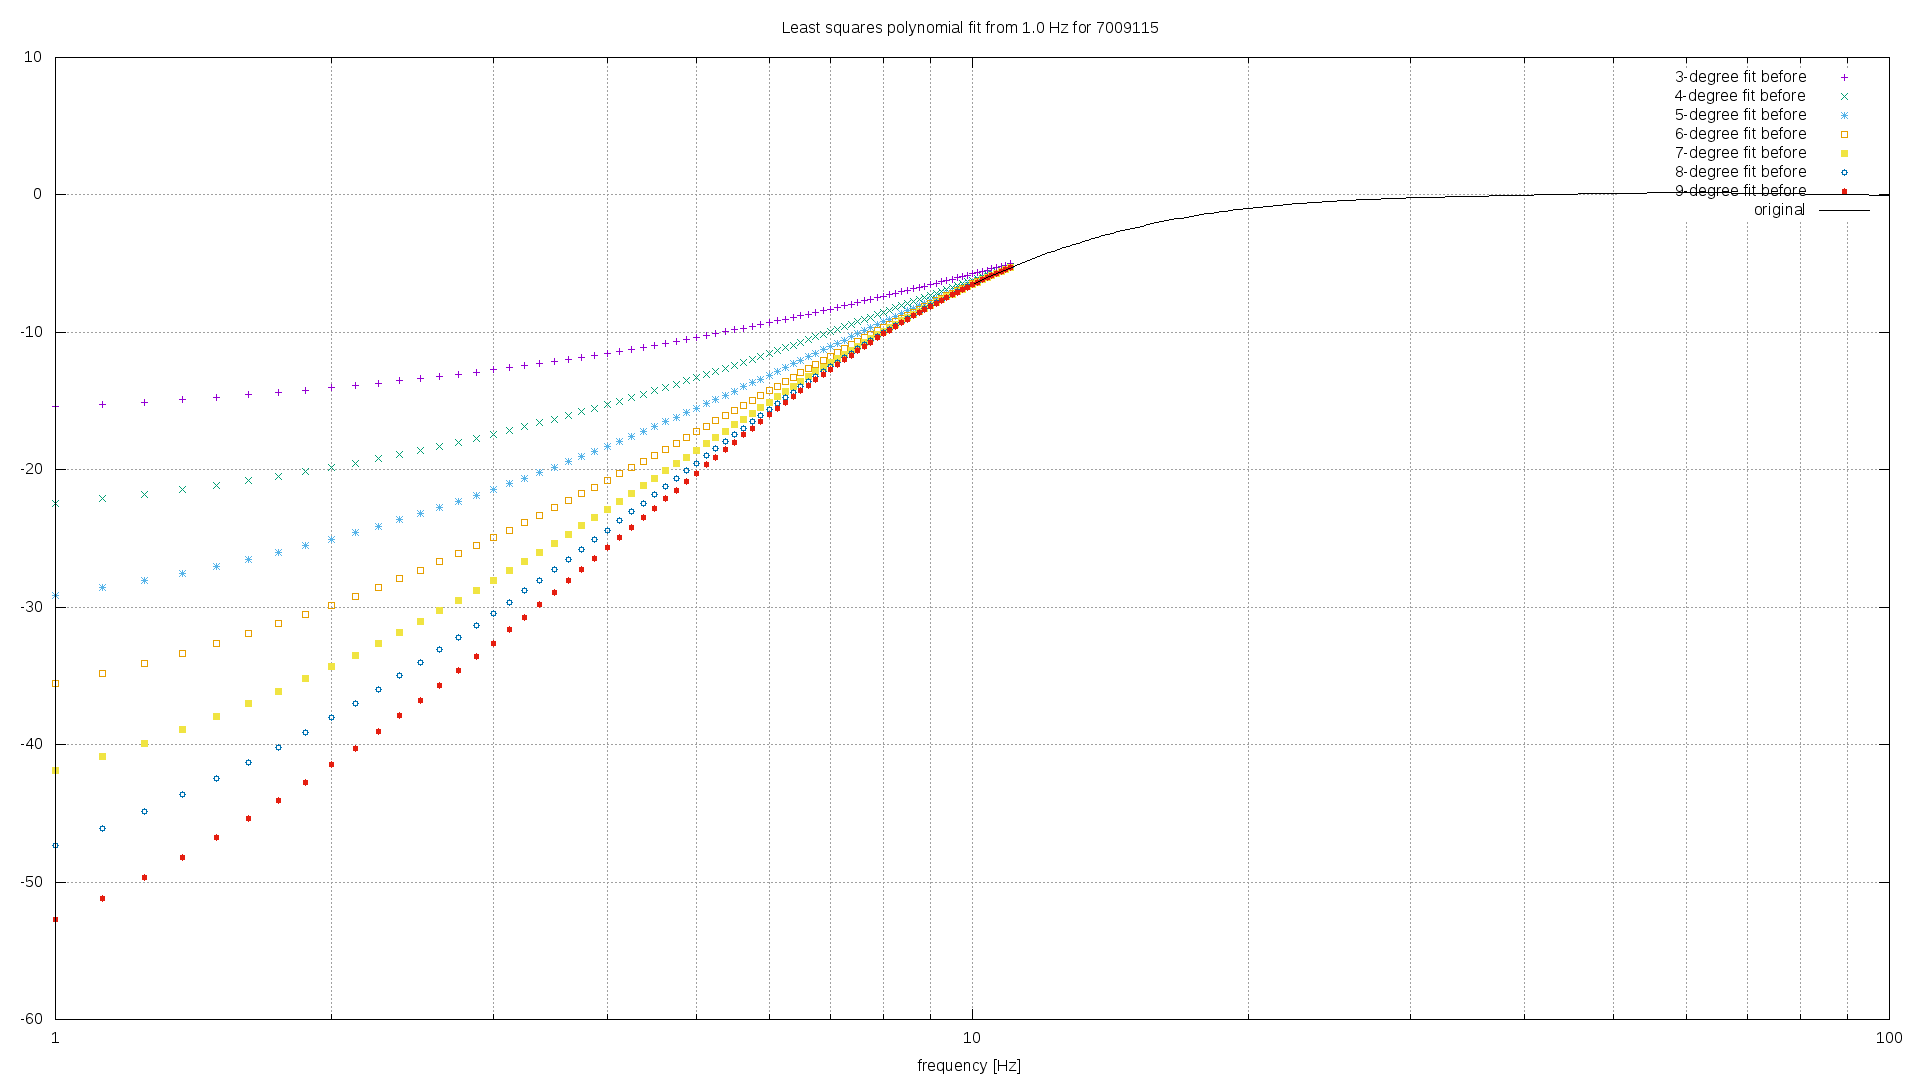 Least squares polynomial fit from 1.0 Hz for 7009115
10
0
-10
-20
-30
-40
-50
-60
3-degree fit before
4-degree fit before
5-degree fit before
6-degree fit before
7-degree fit before
8-degree fit before
9-degree fit before
original
1
10
100
frequency [Hz]